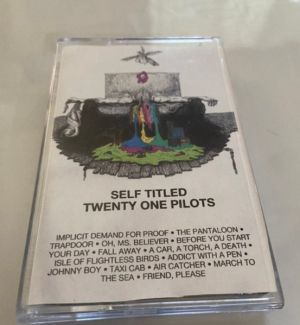 SELF TITLED
TWENTY ONE PILOTS
IMPLICIT DEMAND FOR PROOF • THE PANTALOON •
TRAPDOOR • OH, MS. BELIEVER • BEFORE YOU START
YOUR DAY • FALL AWAY • A CAR, A TORCH, A DEATH •
ISLE OF FLIGHTLESS BIRDS • ADDICT WITH A PEN •
JOHNNY BOY • TAXI CAB • AIR CATCHER • MARCH TO
THE SEA • FRIEND, PLEASE